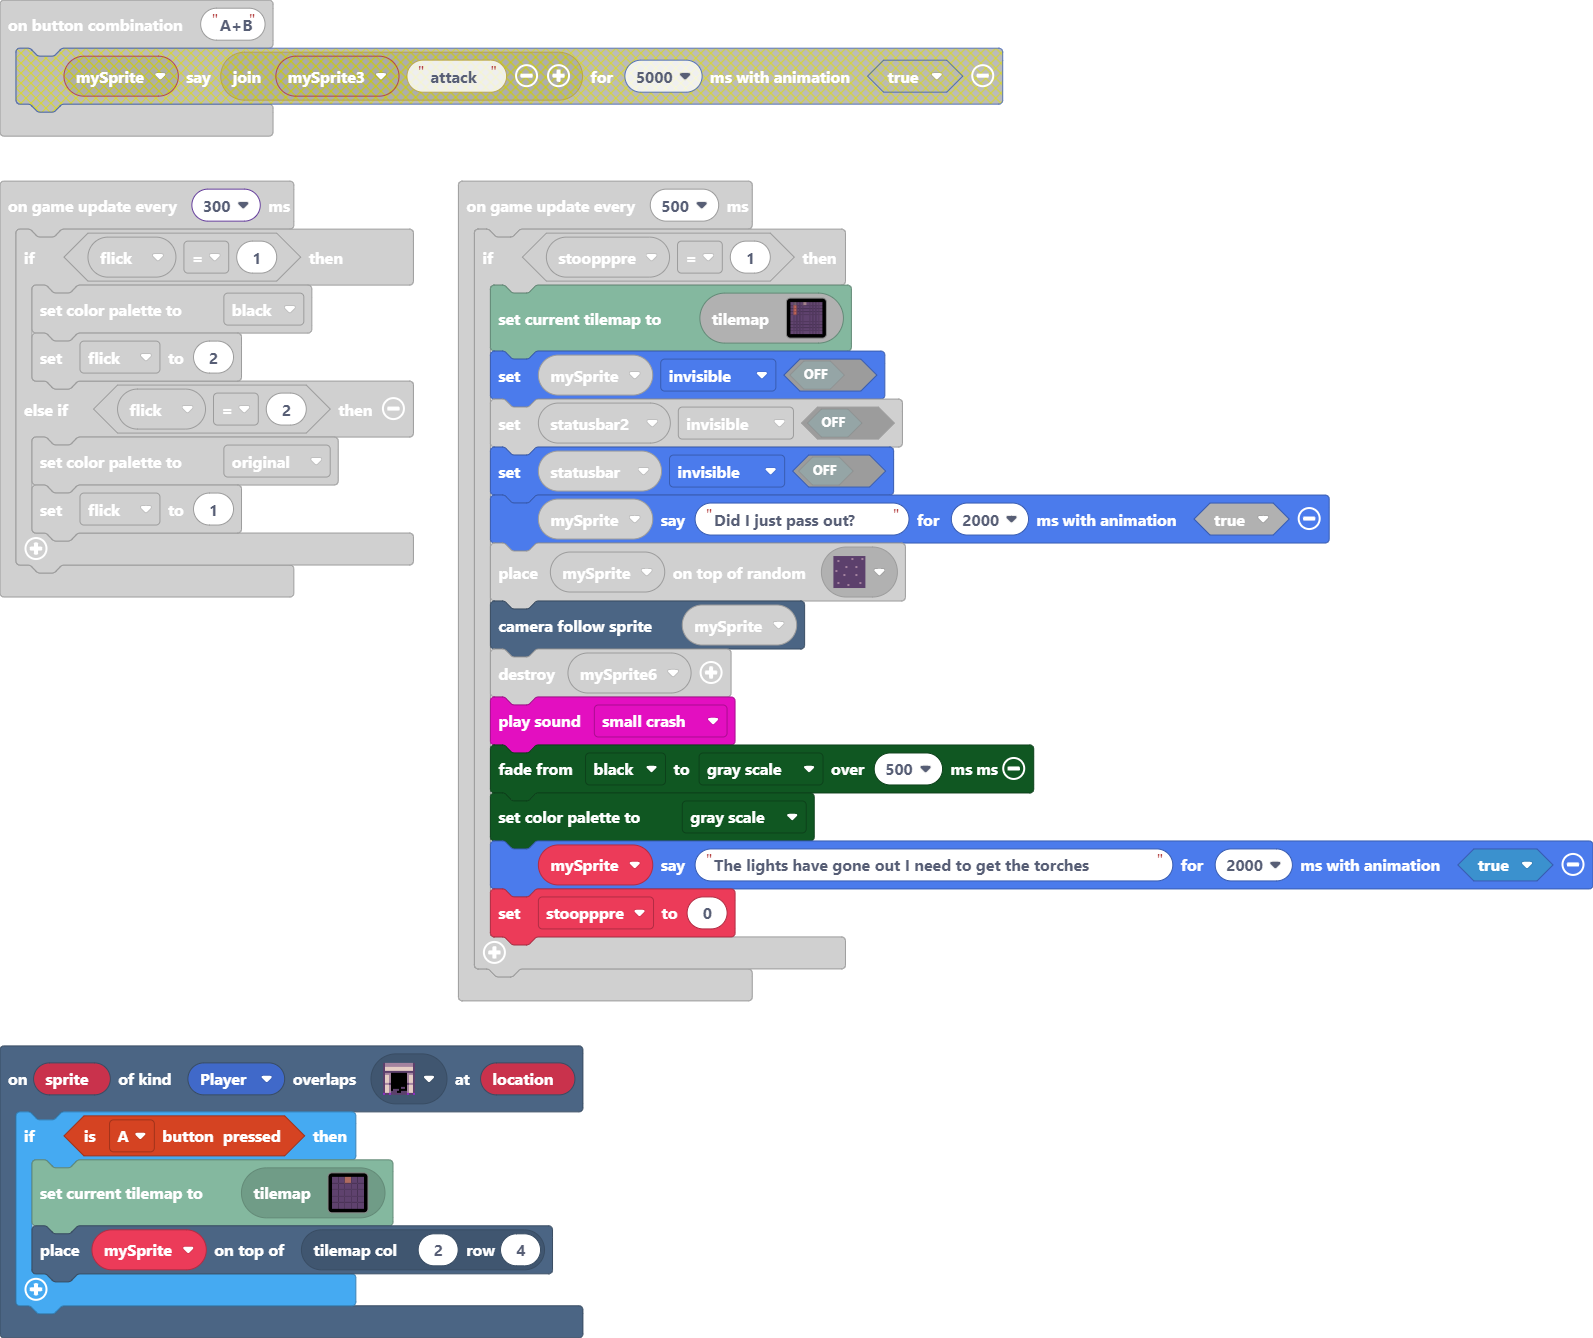 on button combination "A+B"
mySprite say join mySprite3 "attack" for 5000 ms with animation true
on game update every 300 ms
if flick = 1 then
set color palette to black
set flick to 2
else if flick = 2 then
set color palette to original
set flick to 1
on game update every 500 ms
if stoopppre = 1 then
set current tilemap to tilemap
set mySprite invisible OFF
set statusbar2 invisible OFF
set statusbar invisible OFF
mySprite say "Did I just pass out?" for 2000 ms with animation true
place mySprite on top of random
camera follow sprite mySprite
destroy mySprite6
play sound small crash
fade from black to gray scale over 500 ms ms
set color palette to gray scale
mySprite say "The lights have gone out I need to get the torches" for 2000 ms with animation true
set stoopppre to 0
on sprite of kind Player overlaps at location
if is A button pressed then
set current tilemap to tilemap
place mySprite on top of tilemap col 2 row 4